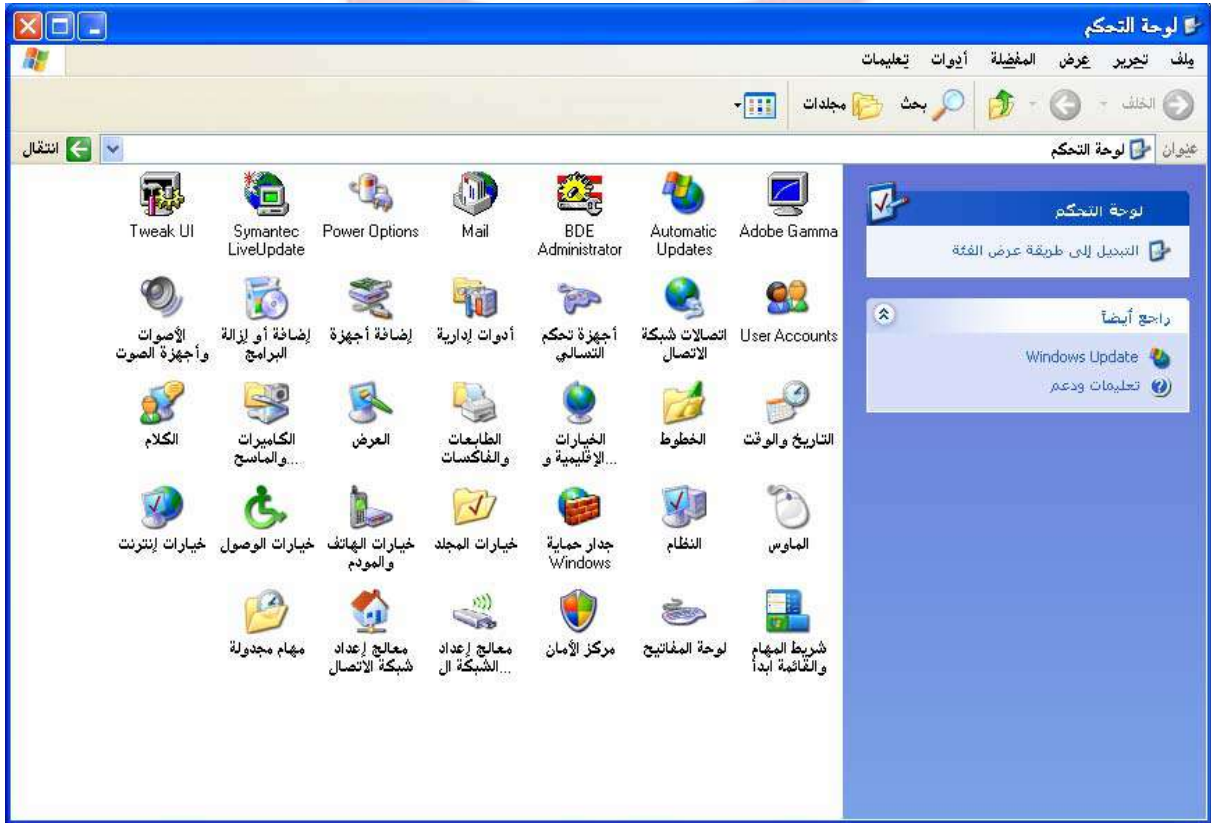 لوحة التحكم
ملف تحرير عرض المفضلة أدوات تعليمات
الخلف بحث مجلدات
عنوان لوحة التحكم انتقال
لوحة التحكم
التبديل إلى طريقة عرض الفئة
راجع أيضاً
Windows Update
تعليمات ودعم
Adobe Gamma
Automatic
Updates
BDE
Administrator
Mail
Power Options
Symantec
LiveUpdate
Tweak UI
User Accounts
اتصالات شبكة
الاتصال
أجهزة تحكم
التسالي
أدوات إدارية
إضافة أجهزة
إضافة أو إزالة
البرامج
الأصوات
وأجهزة الصوت
التاريخ والوقت
الخطوط
الخيارات
الإقليمية و...
الطابعات
والفاكسات
العرض
الكاميرات
والماسح...
الكلام
الماوس
النظام
جدار حماية
Windows
خيارات المجلد
خيارات الهاتف
والمودم
خيارات الوصول
خيارات إنترنت
شريط المهام
والقائمة ابدأ
لوحة المفاتيح
مركز الأمان
معالج إعداد
الشبكة ال...
معالج إعداد
شبكة الاتصال
مهام مجدولة